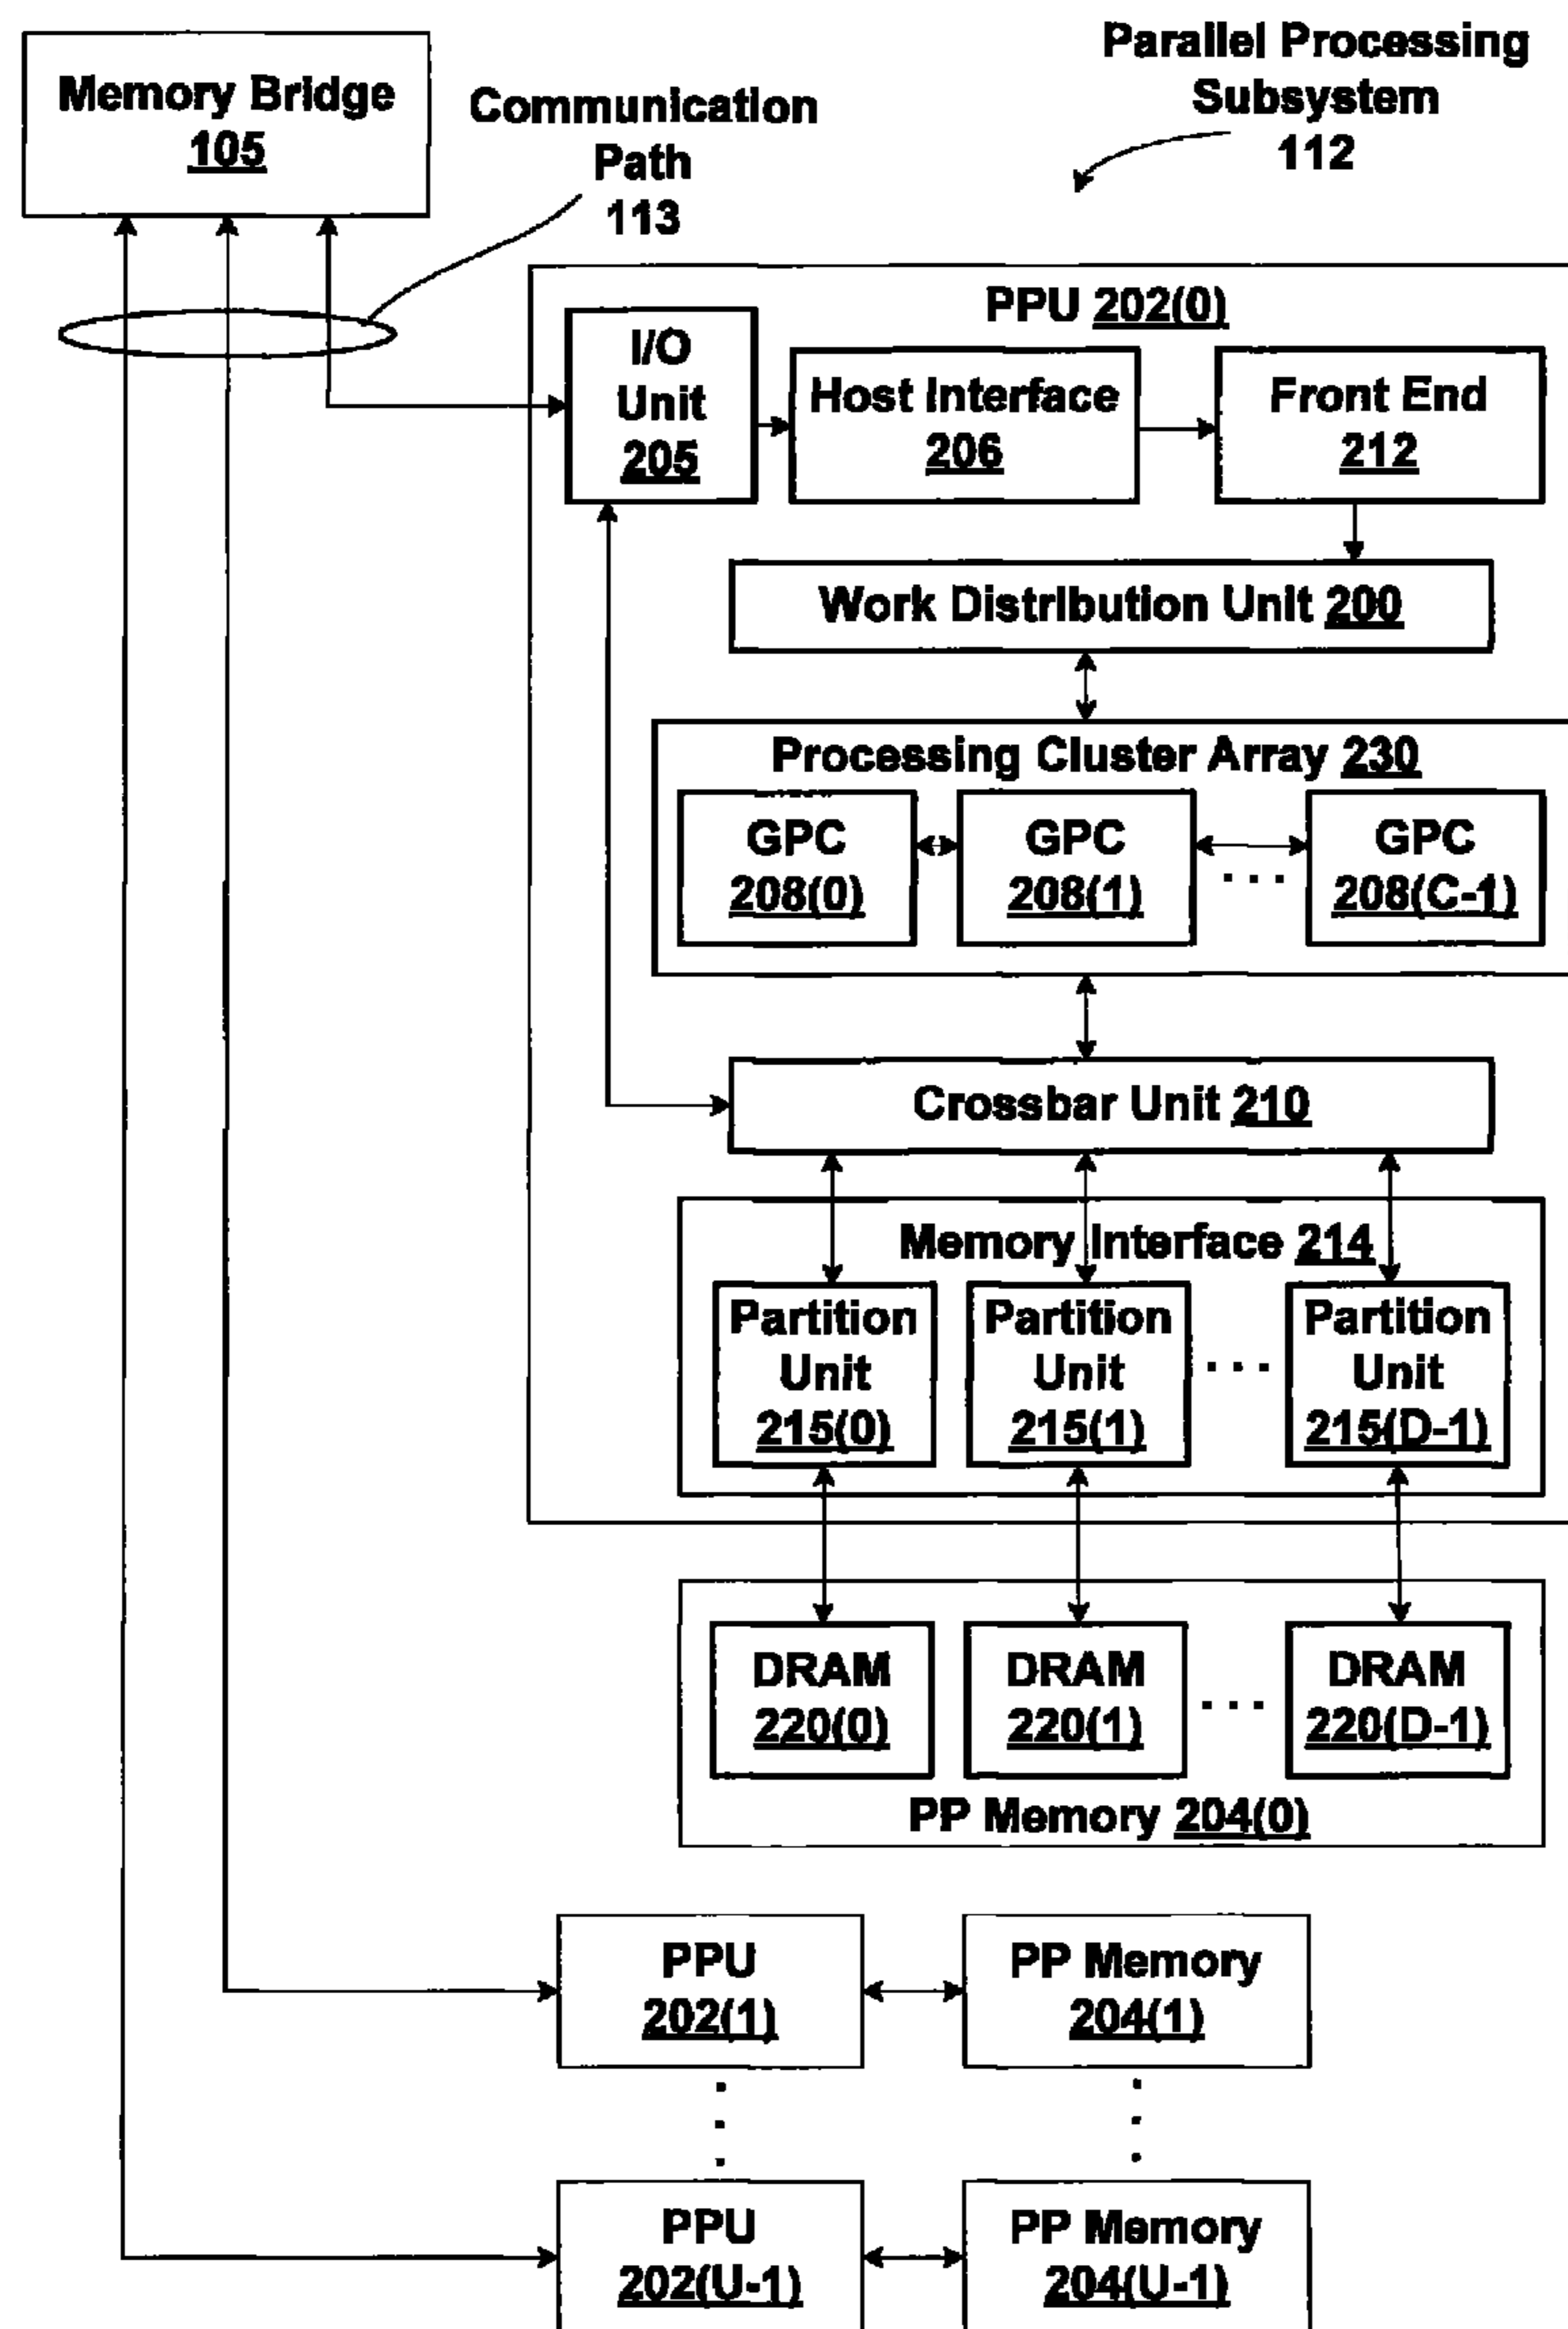 Memory Bridge
105
Communication
Path
113
Parallel Processing
Subsystem
112
PPU 202(0)
I/O
Unit
205
Host Interface
206
Front End
212
Work Distribution Unit 200
Processing Cluster Array 230
GPC
208(0)
GPC
208(1)
. . .
GPC
208(C-1)
Crossbar Unit 210
Memory Interface 214
Partition
Unit
215(0)
Partition
Unit
215(1)
. . .
Partition
Unit
215(D-1)
DRAM
220(0)
DRAM
220(1)
. . .
DRAM
220(D-1)
PP Memory 204(0)
PPU
202(1)
PP Memory
204(1)
PPU
202(U-1)
PP Memory
204(U-1)